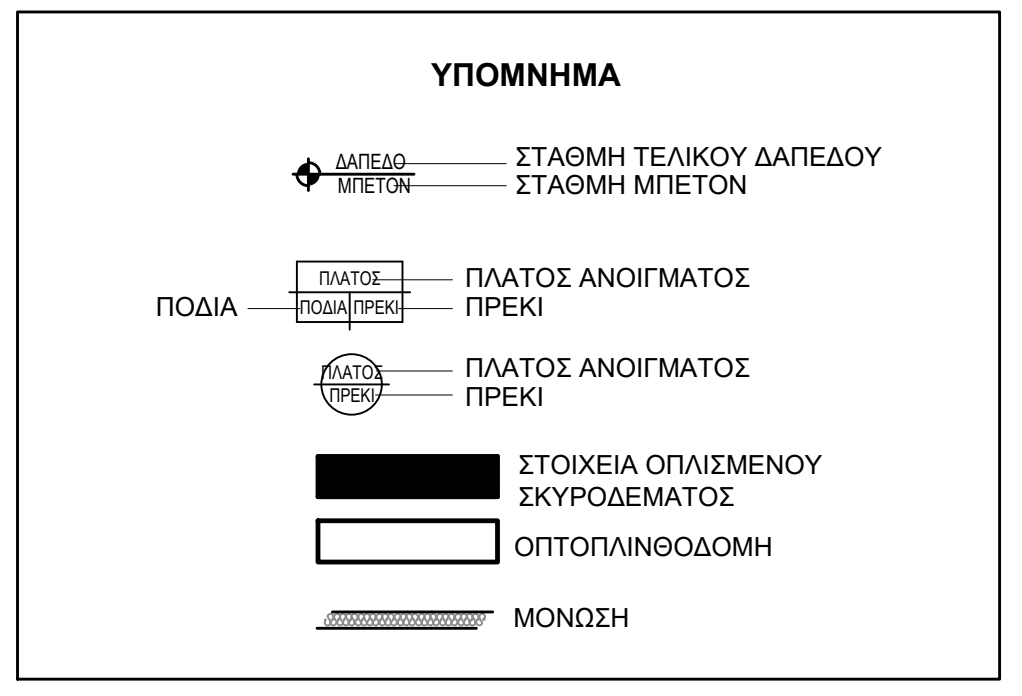 ΥΠΟΜΝΗΜΑ
ΔΑΠΕΔΟ ΣΤΑΘΜΗ ΤΕΛΙΚΟΥ ΔΑΠΕΔΟΥ
ΜΠΕΤΟΝ ΣΤΑΘΜΗ ΜΠΕΤΟΝ
ΠΛΑΤΟΣ ΠΛΑΤΟΣ ΑΝΟΙΓΜΑΤΟΣ
ΠΟΔΙΑ ΠΟΔΙΑ ΠΡΕΚΙ ΠΡΕΚΙ
ΠΛΑΤΟΣ ΠΛΑΤΟΣ ΑΝΟΙΓΜΑΤΟΣ
ΠΡΕΚΙ ΠΡΕΚΙ
ΣΤΟΙΧΕΙΑ ΟΠΛΙΣΜΕΝΟΥ
ΣΚΥΡΟΔΕΜΑΤΟΣ
ΟΠΤΟΠΛΙΝΘΟΔΟΜΗ
ΜΟΝΩΣΗ